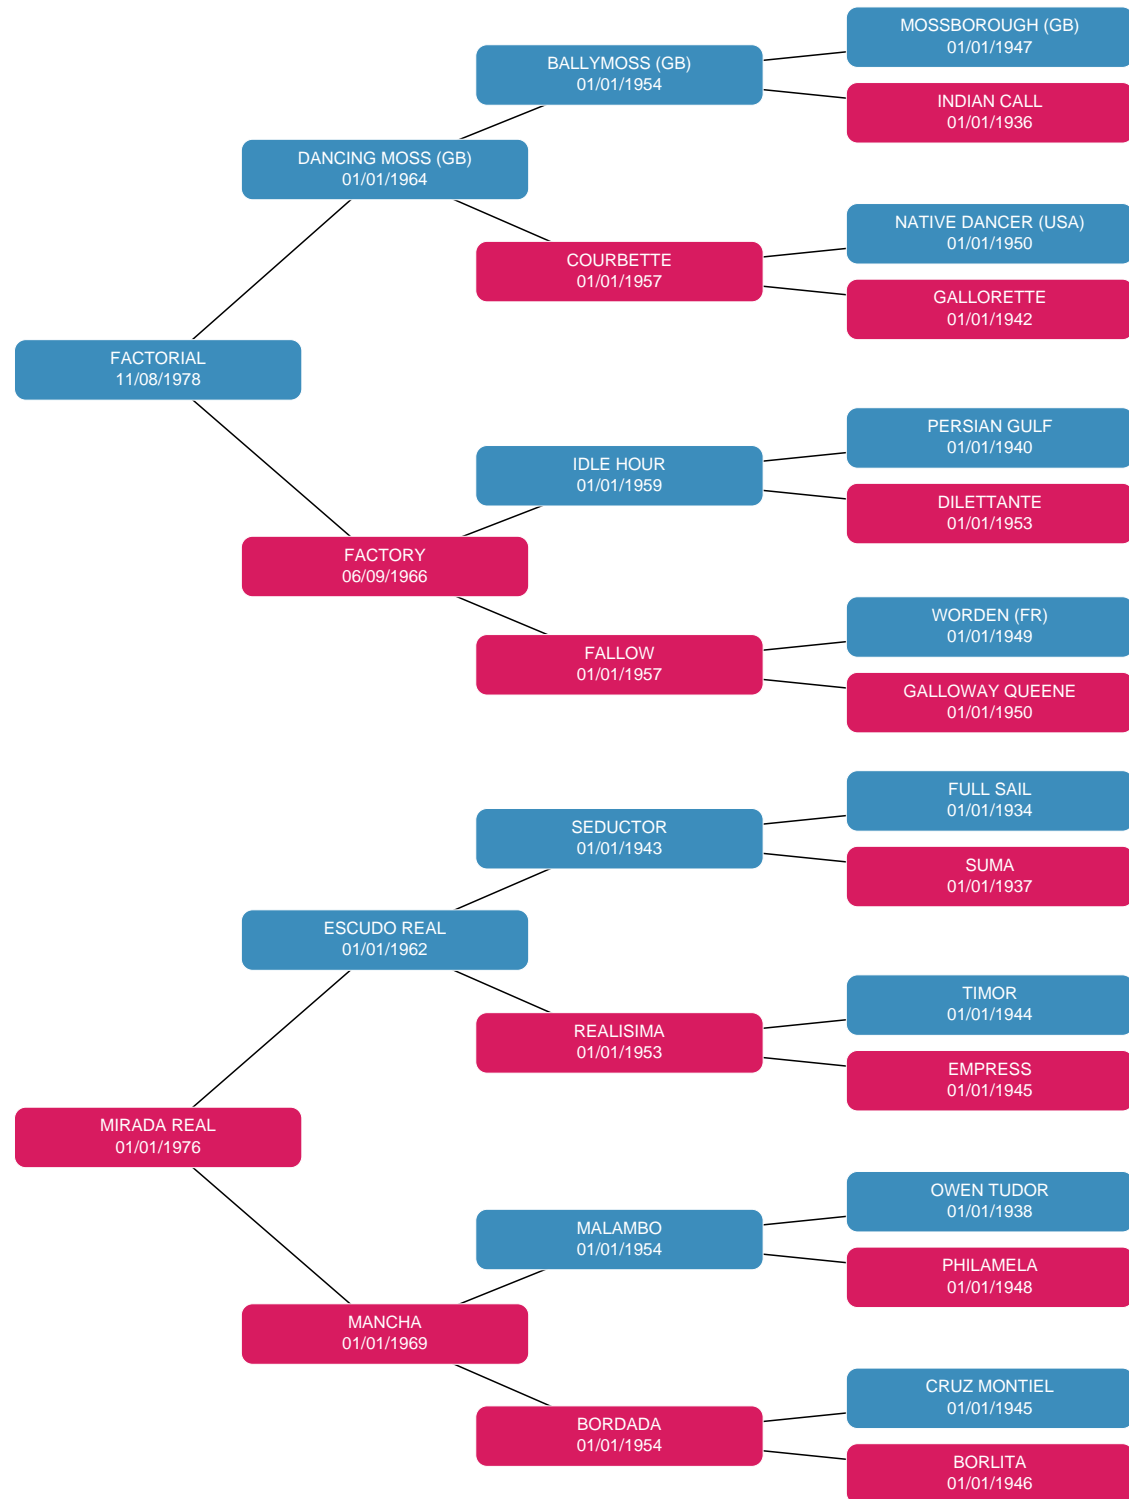 MOSSBOROUGH (GB)
01/01/1947
BALLYMOSS (GB)
01/01/1954
INDIAN CALL
01/01/1936
DANCING MOSS (GB)
01/01/1964
NATIVE DANCER (USA)
01/01/1950
COURBETTE
01/01/1957
GALLORETTE
01/01/1942
FACTORIAL
11/08/1978
PERSIAN GULF
01/01/1940
IDLE HOUR
01/01/1959
DILETTANTE
01/01/1953
FACTORY
06/09/1966
WORDEN (FR)
01/01/1949
FALLOW
01/01/1957
GALLOWAY QUEENE
01/01/1950
FULL SAIL
01/01/1934
SEDUCTOR
01/01/1943
SUMA
01/01/1937
ESCUDO REAL
01/01/1962
TIMOR
01/01/1944
REALISIMA
01/01/1953
EMPRESS
01/01/1945
MIRADA REAL
01/01/1976
OWEN TUDOR
01/01/1938
MALAMBO
01/01/1954
PHILAMELA
01/01/1948
MANCHA
01/01/1969
CRUZ MONTIEL
01/01/1945
BORDADA
01/01/1954
BORLITA
01/01/1946